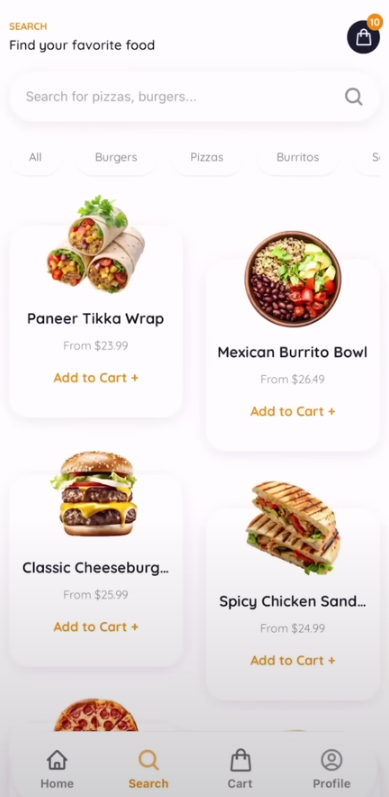 SEARCH
Find your favorite food
10
Search for pizzas, burgers...
All Burgers Pizzas Burritos
Paneer Tikka Wrap
From $23.99
Add to Cart +
Mexican Burrito Bowl
From $26.49
Add to Cart +
Classic Cheeseburg...
From $25.99
Add to Cart +
Spicy Chicken Sand...
From $24.99
Add to Cart +
Home Search Cart Profile